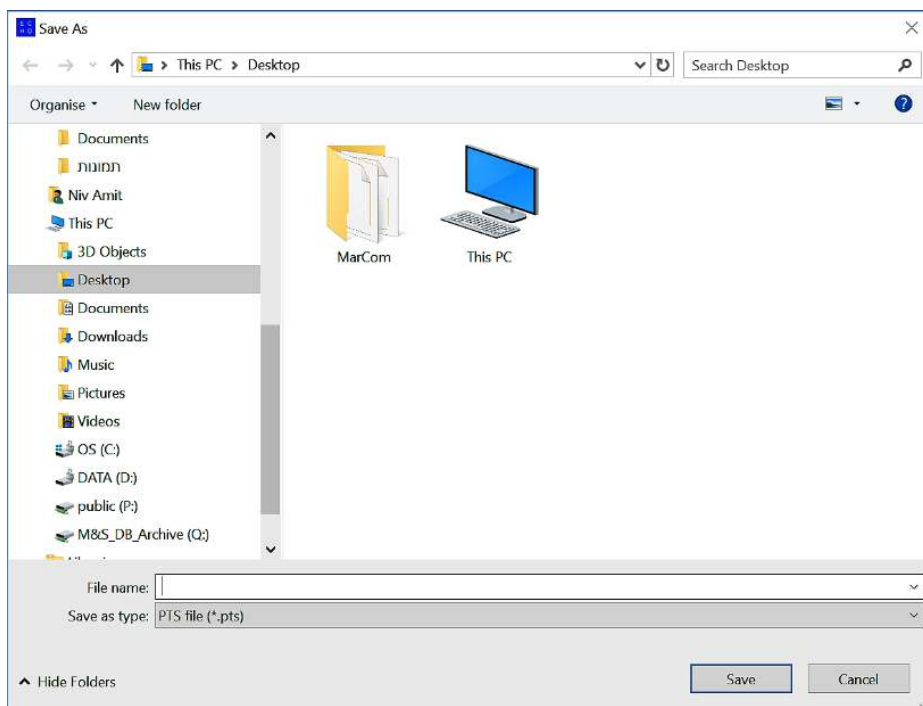 Save As
This PC > Desktop
Search Desktop
Organise
New folder
Documents
תמונות
Niv Amit
This PC
3D Objects
Desktop
Documents
Downloads
Music
Pictures
Videos
OS (C:)
DATA (D:)
public (P:)
M&S_DB_Archive (Q:)
MarCom
This PC
File name:
Save as type: PTS file (*.pts)
Hide Folders
Save
Cancel